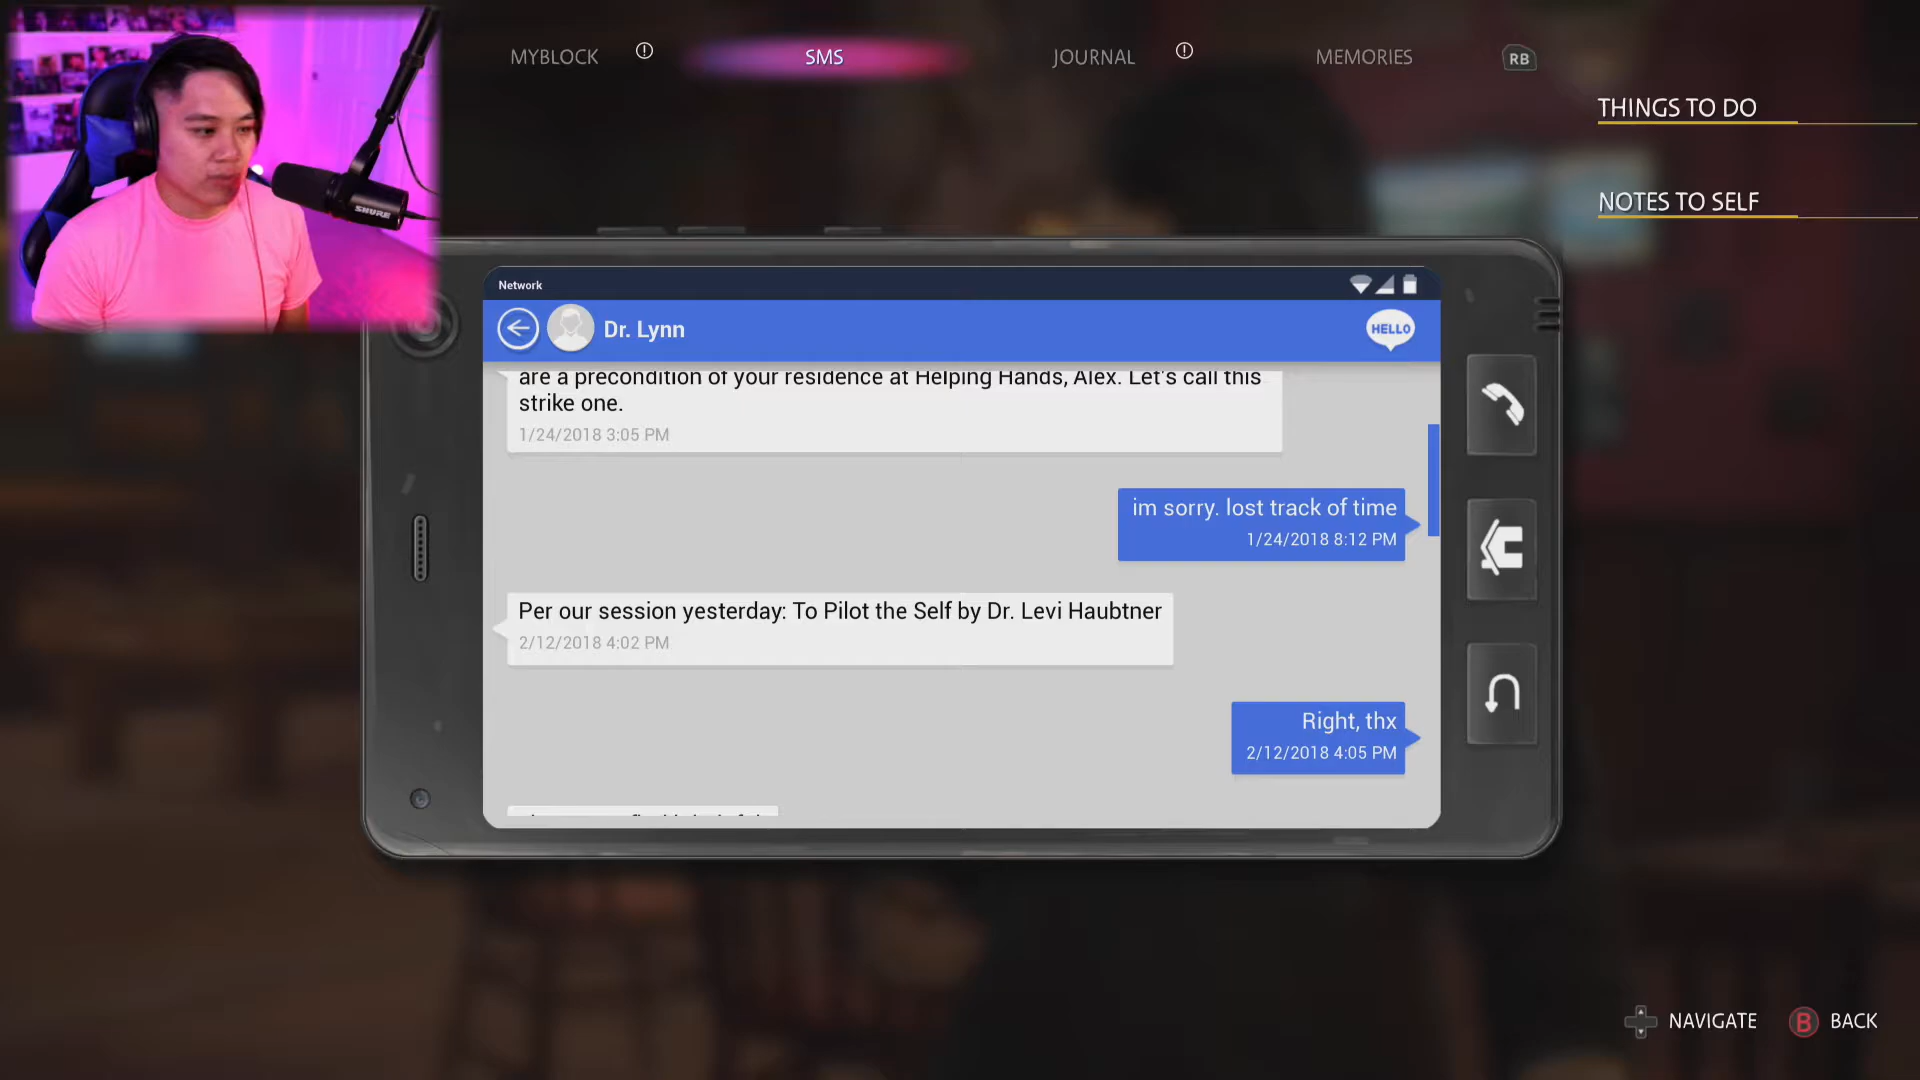 MYBLOCK
SMS
JOURNAL
MEMORIES
RB
THINGS TO DO
NOTES TO SELF
SHURE
Network
Dr. Lynn
HELLO
are a precondition of your residence at Helping Hands, Alex. Let's call this
strike one.
1/24/2018 3:05 PM
im sorry. lost track of time
1/24/2018 8:12 PM
Per our session yesterday: To Pilot the Self by Dr. Levi Haubtner
2/12/2018 4:02 PM
Right, thx
2/12/2018 4:05 PM
NAVIGATE
B BACK